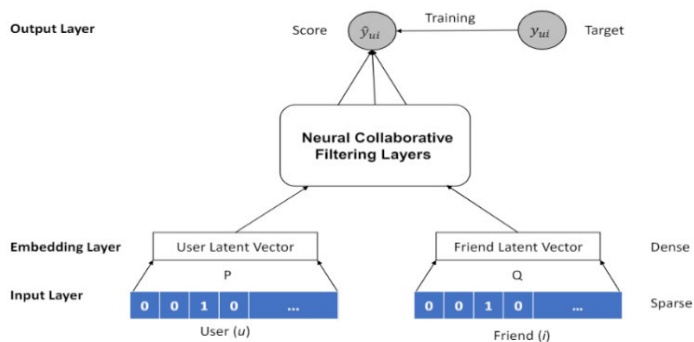 Output Layer Score ŷui Training yui Target
Neural Collaborative
Filtering Layers
Embedding Layer User Latent Vector Friend Latent Vector Dense
P Q
Input Layer 0 0 1 0 ... 0 0 1 0 ... Sparse
User (u) Friend (i)